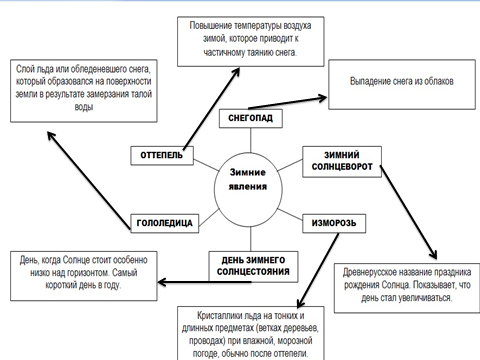 Повышение температуры воздуха
зимой, которое приводит к
частичному таянию снега.
Слой льда или обледеневшего снега,
который образовался на поверхности
земли в результате замерзания талой
воды
Выпадение снега из облаков
СНЕГОПАД
ОТТЕПЕЛЬ
ЗИМНИЙ
СОЛНЦЕВОРОТ
Зимние
явления
ГОЛОЛЕДИЦА
ИЗМОРОЗЬ
ДЕНЬ ЗИМНЕГО
СОЛНЦЕСТОЯНИЯ
День, когда Солнце стоит особенно
низко над горизонтом. Самый
короткий день в году.
Древнерусское название праздника
рождения Солнца. Показывает, что
день стал увеличиваться.
Кристаллики льда на тонких и
длинных предметах (ветках деревьев,
проводах) при влажной, морозной
погоде, обычно после оттепели.